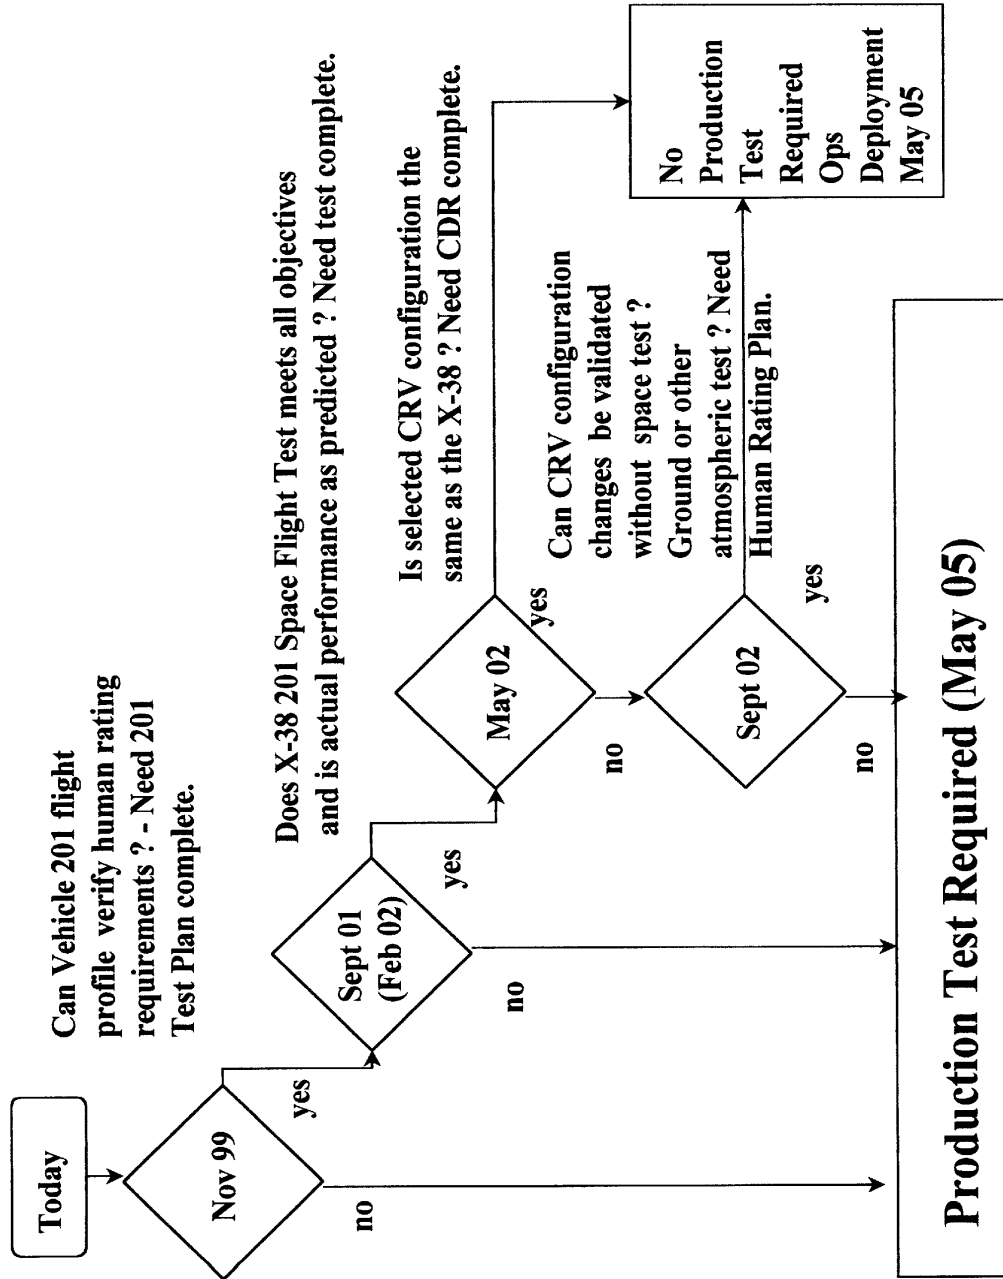 Today
Can Vehicle 201 flight
profile verify human rating
requirements ? - Need 201
Test Plan complete.
Nov 99
yes
no
Does X-38 201 Space Flight Test meets all objectives
and is actual performance as predicted ? Need test complete.
Sept 01
(Feb 02)
yes
no
Is selected CRV configuration the
same as the X-38 ? Need CDR complete.
May 02
yes
no
Can CRV configuration
changes be validated
without space test ?
Ground or other
atmospheric test ? Need
Human Rating Plan.
Sept 02
yes
no
No
Production
Test
Required
Ops
Deployment
May 05
Production Test Required (May 05)